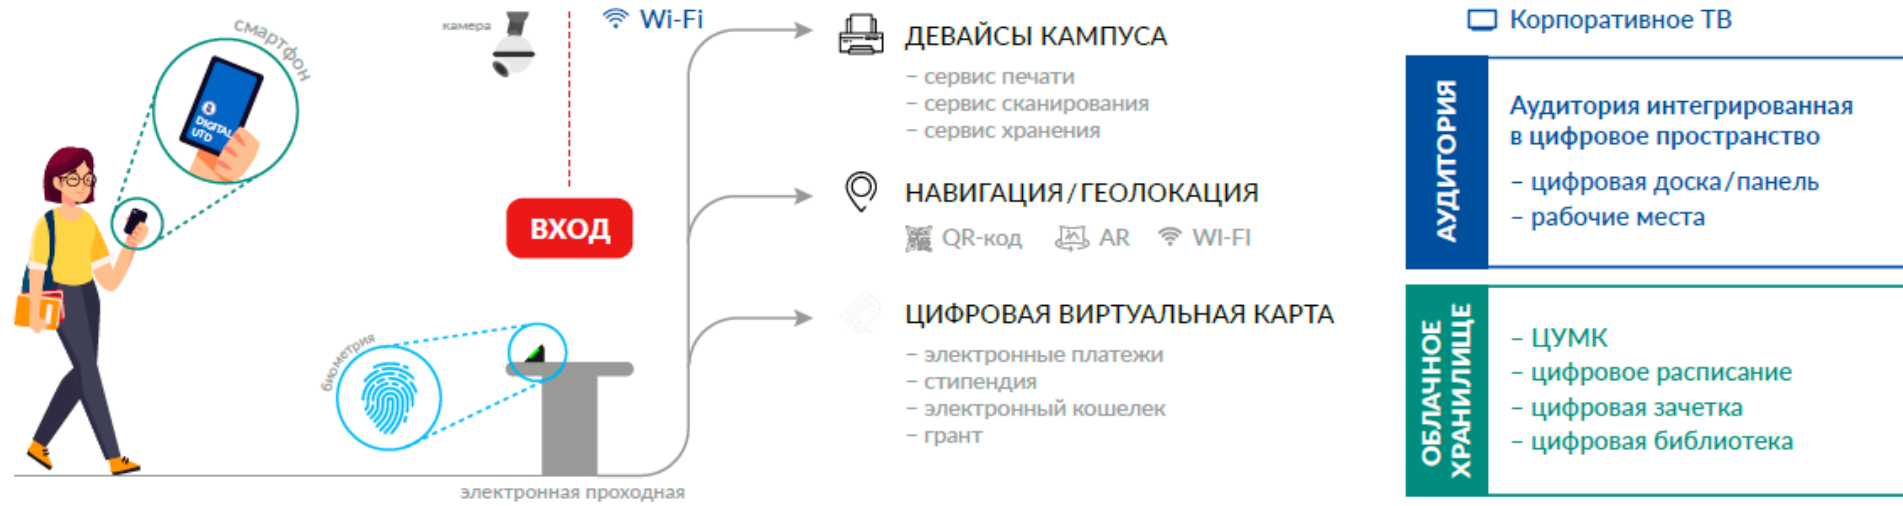 смартфон
DIGITAL
UTD
камера
Wi-Fi
ВХОД
биометрия
электронная проходная
ДЕВАЙСЫ КАМПУСА
– сервис печати
– сервис сканирования
– сервис хранения
НАВИГАЦИЯ/ГЕОЛОКАЦИЯ
QR-код AR WI-FI
ЦИФРОВАЯ ВИРТУАЛЬНАЯ КАРТА
– электронные платежи
– стипендия
– электронный кошелек
– грант
Корпоративное ТВ
АУДИТОРИЯ
Аудитория интегрированная
в цифровое пространство
– цифровая доска/панель
– рабочие места
ОБЛАЧНОЕ
ХРАНИЛИЩЕ
– ЦУМК
– цифровое расписание
– цифровая зачетка
– цифровая библиотека